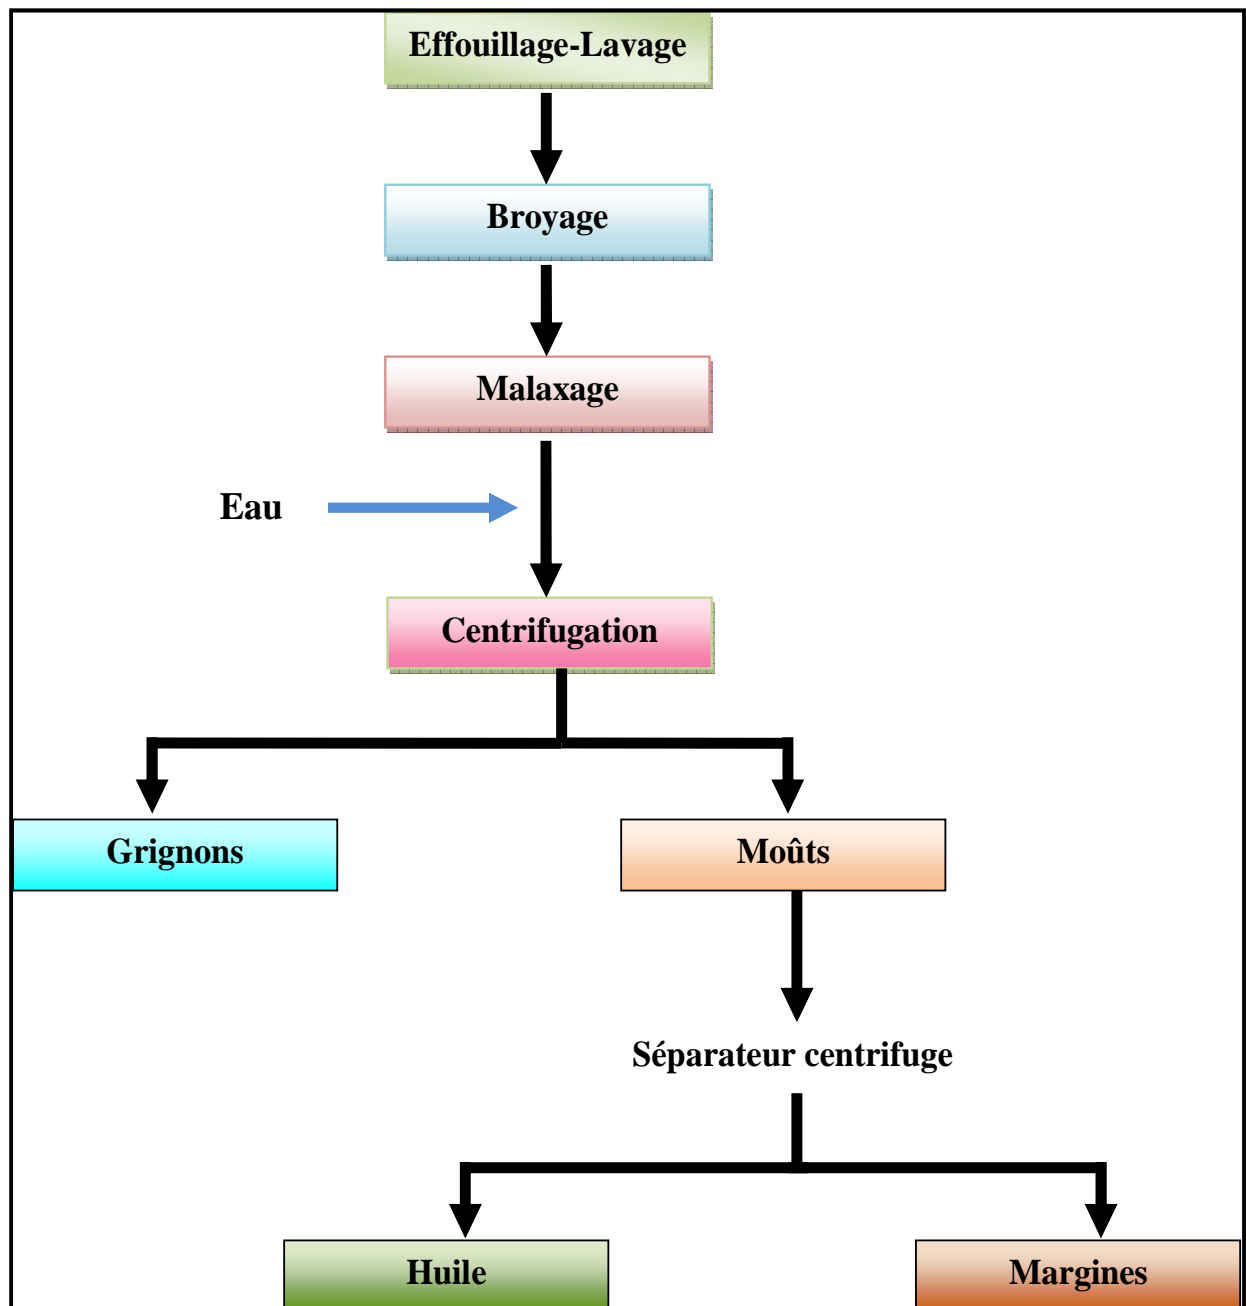 Effouillage-Lavage
Broyage
Malaxage
Eau
Centrifugation
Grignons
Moûts
Séparateur centrifuge
Huile
Margines